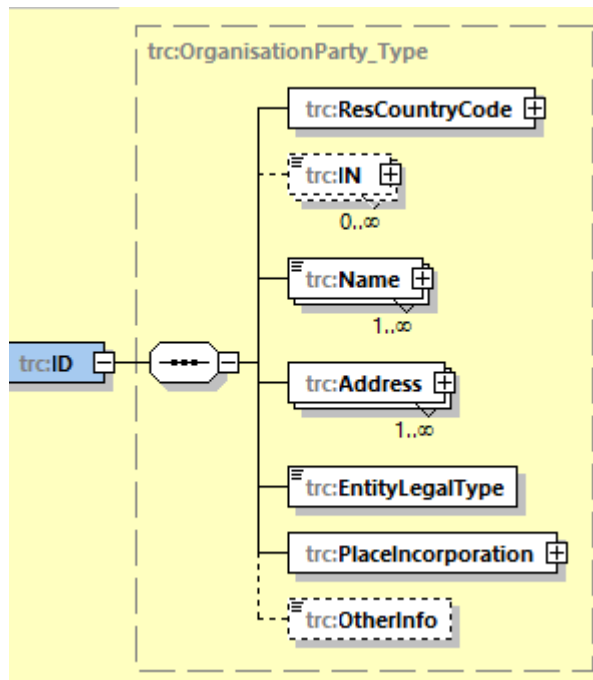 trc:OrganisationParty_Type
trc:ResCountryCode
trc:IN
0..∞
trc:Name
1..∞
trc:ID
trc:Address
1..∞
trc:EntityLegalType
trc:PlaceIncorporation
trc:OtherInfo